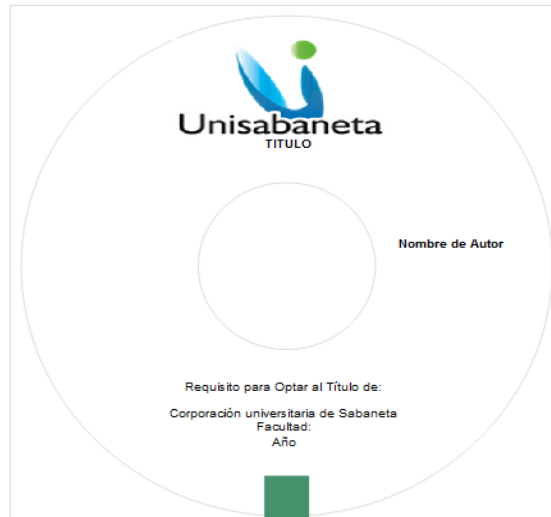 Unisabaneta
TITULO
Nombre de Autor
Requisito para Optar al Título de:
Corporación universitaria de Sabaneta
Facultad:
Año